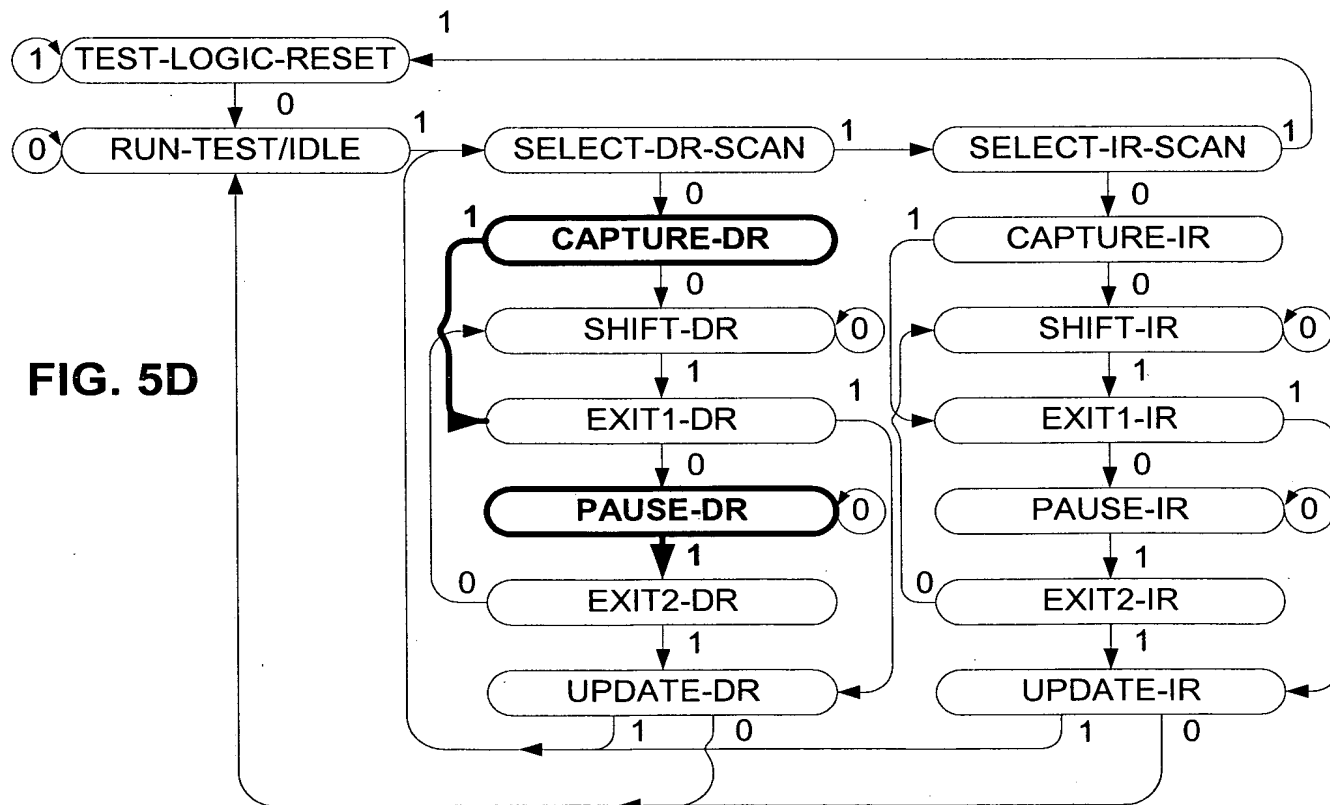 1
1 TEST-LOGIC-RESET
0
0 RUN-TEST/IDLE 1 SELECT-DR-SCAN 1 SELECT-IR-SCAN 1
0 0
1 CAPTURE-DR 1 CAPTURE-IR
0 0
SHIFT-DR 0 SHIFT-IR 0
FIG. 5D
1 1
EXIT1-DR 1 EXIT1-IR 1
0 0
PAUSE-DR 0 PAUSE-IR 0
1 1
0 EXIT2-DR 0 EXIT2-IR
1 1
UPDATE-DR UPDATE-IR
1 0 1 0